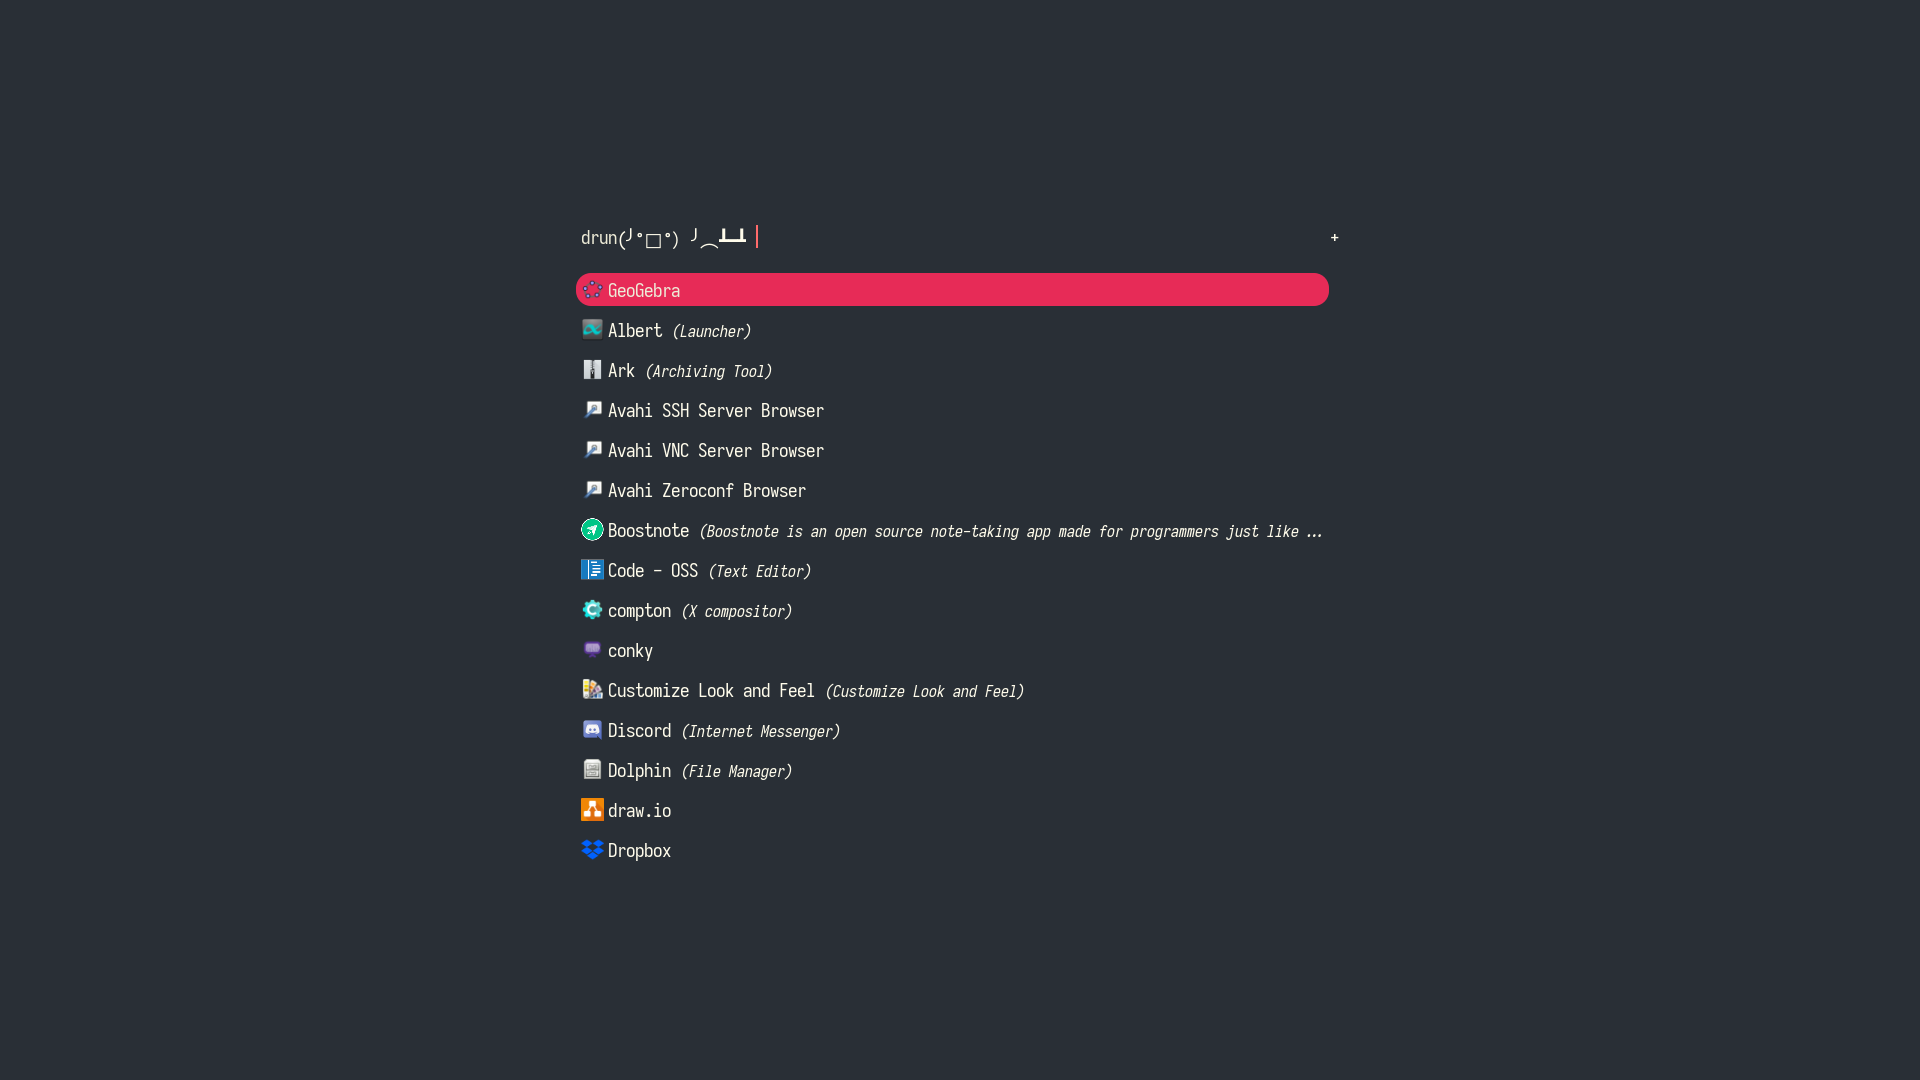 drun(╯°□°) ╯︵┻━┻ +
GeoGebra
Albert (Launcher)
Ark (Archiving Tool)
Avahi SSH Server Browser
Avahi VNC Server Browser
Avahi Zeroconf Browser
Boostnote (Boostnote is an open source note-taking app made for programmers just like ...
Code - OSS (Text Editor)
compton (X compositor)
conky
Customize Look and Feel (Customize Look and Feel)
Discord (Internet Messenger)
Dolphin (File Manager)
draw.io
Dropbox